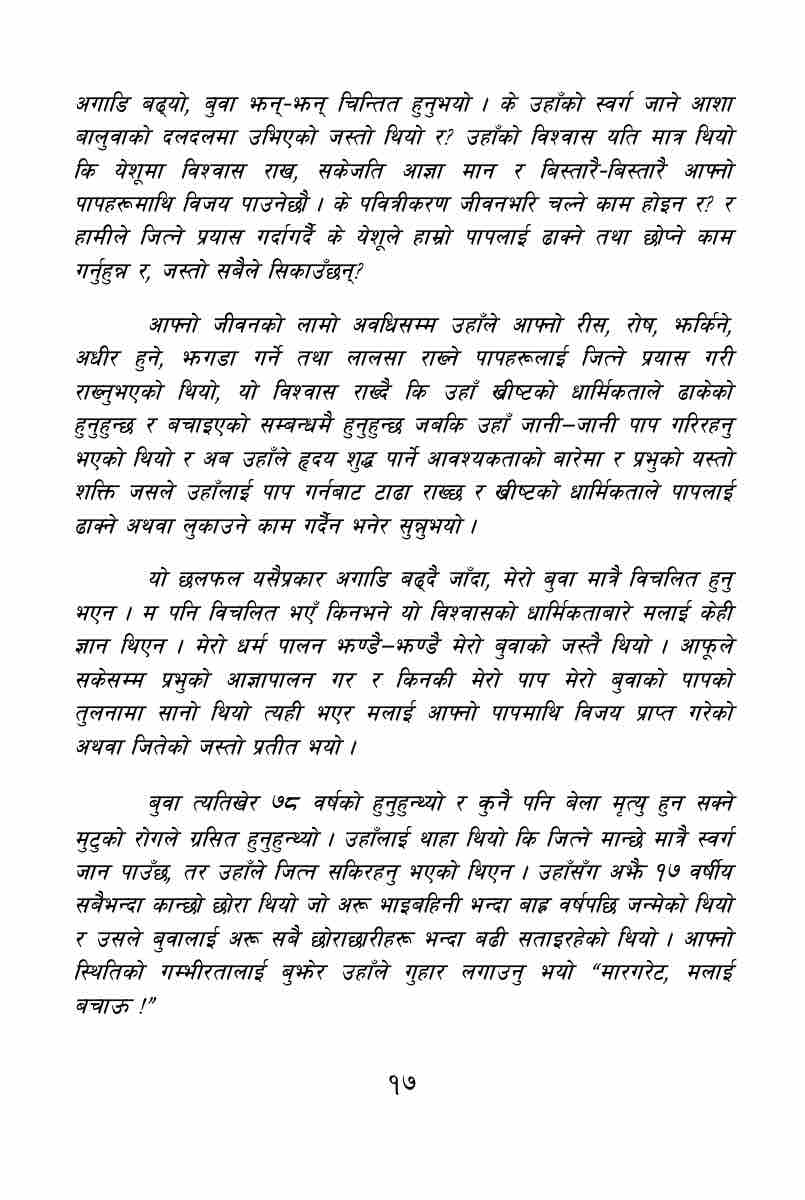 अगाडि बढ्यो, बुवा झन्-झन् चिन्तित हुनुभयो । के उहाँको स्वर्ग जाने आशा
बालुवाको दलदलमा उभिएको जस्तो थियो र? उहाँको विश्वास यति मात्र थियो
कि येशूमा विश्वास राख, सकेजति आज्ञा मान र बिस्तारै-बिस्तारै आफ्नो
पापहरूमाथि विजय पाउनेछौ । के पवित्रीकरण जीवनभरि चल्ने काम होइन र? र
हामीले जित्ने प्रयास गर्दागर्दै के येशूले हाम्रो पापलाई ढाक्ने तथा छोप्ने काम
गर्नुहुन्न र, जस्तो सबैले सिकाउँछन्?
आफ्नो जीवनको लामो अवधिसम्म उहाँले आफ्नो रीस, रोष, झर्किने,
अधीर हुने, झगडा गर्ने तथा लालसा राख्ने पापहरूलाई जित्ने प्रयास गरी
राख्नुभएको थियो, यो विश्वास राख्दै कि उहाँ ख्रीष्टको धार्मिकताले ढाकेको
हुनुहुन्छ र बचाइएको सम्बन्धमै हुनुहुन्छ जबकि उहाँ जानी–जानी पाप गरिरहनु
भएको थियो र अब उहाँले हृदय शुद्ध पार्ने आवश्यकताको बारेमा र प्रभुको यस्तो
शक्ति जसले उहाँलाई पाप गर्नबाट टाढा राख्छ र ख्रीष्टको धार्मिकताले पापलाई
ढाक्ने अथवा लुकाउने काम गर्दैन भनेर सुन्नुभयो ।
यो छलफल यसैप्रकार अगाडि बढ्दै जाँदा, मेरो बुवा मात्रै विचलित हुनु
भएन । म पनि विचलित भएँ किनभने यो विश्वासको धार्मिकताबारे मलाई केही
ज्ञान थिएन । मेरो धर्म पालन झण्डै–झण्डै मेरो बुवाको जस्तै थियो । आफूले
सकेसम्म प्रभुको आज्ञापालन गर र किनकी मेरो पाप मेरो बुवाको पापको
तुलनामा सानो थियो त्यही भएर मलाई आफ्नो पापमाथि विजय प्राप्त गरेको
अथवा जितेको जस्तो प्रतीत भयो ।
बुवा त्यतिखेर ७८ वर्षको हुनुहुन्थ्यो र कुनै पनि बेला मृत्यु हुन सक्ने
मुटुको रोगले ग्रसित हुनुहुन्थ्यो । उहाँलाई थाहा थियो कि जित्ने मान्छे मात्रै स्वर्ग
जान पाउँछ, तर उहाँले जित्न सकिरहनु भएको थिएन । उहाँसँग अझै १७ वर्षीय
सबैभन्दा कान्छो छोरा थियो जो अरू भाइबहिनी भन्दा बाह्र वर्षपछि जन्मेको थियो
र उसले बुवालाई अरू सबै छोराछारीहरू भन्दा बढी सताइरहेको थियो । आफ्नो
स्थितिको गम्भीरतालाई बुझेर उहाँले गुहार लगाउनु भयो “मारगरेट, मलाई
बचाऊ !”
१७